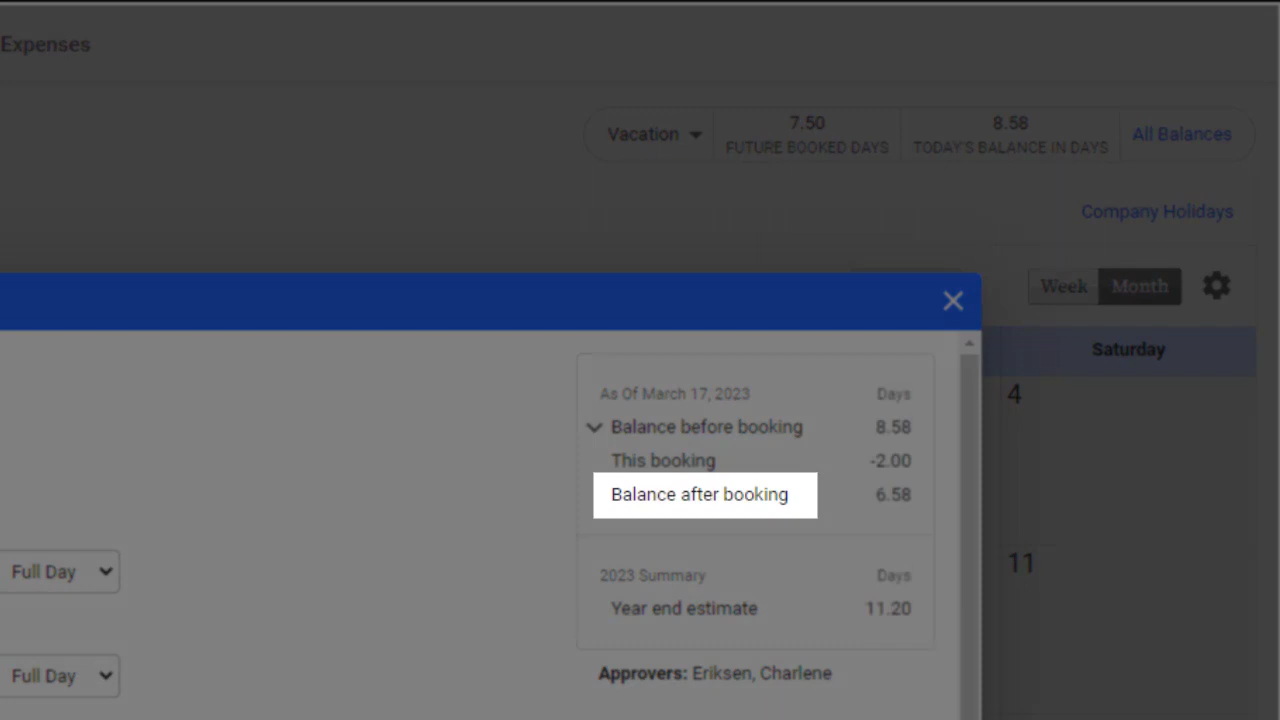 Expenses
Vacation
7.50
FUTURE BOOKED DAYS
8.58
TODAY'S BALANCE IN DAYS
All Balances
Company Holidays
Week Month
Saturday
4
11
As Of March 17, 2023 Days
Balance before booking 8.58
This booking -2.00
Balance after booking 6.58
2023 Summary Days
Year end estimate 11.20
Full Day
Full Day
Approvers: Eriksen, Charlene